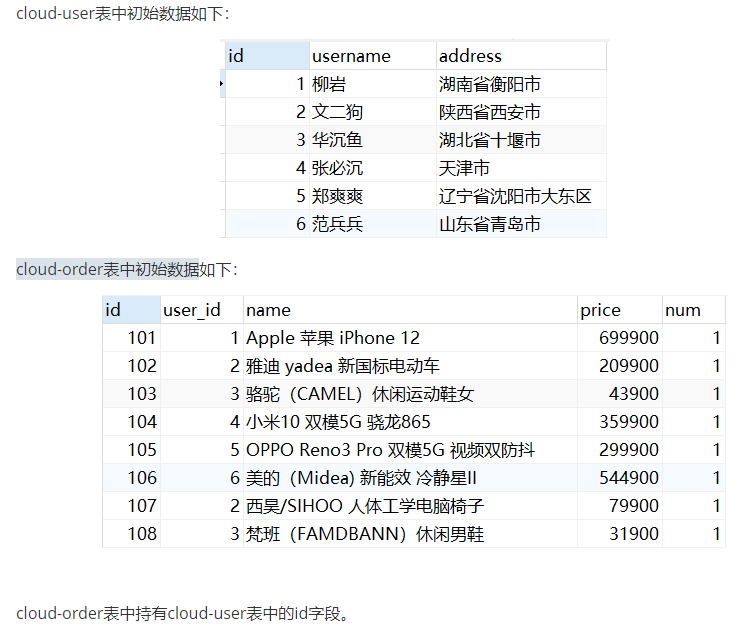 cloud-user表中初始数据如下：
id username address
1 柳岩 湖南省衡阳市
2 文二狗 陕西省西安市
3 华沉鱼 湖北省十堰市
4 张必沉 天津市
5 郑爽爽 辽宁省沈阳市大东区
6 范兵兵 山东省青岛市
cloud-order表中初始数据如下：
id user_id name price num
101 1 Apple 苹果 iPhone 12 699900 1
102 2 雅迪 yadea 新国标电动车 209900 1
103 3 骆驼（CAMEL）休闲运动鞋女 43900 1
104 4 小米10 双模5G 骁龙865 359900 1
105 5 OPPO Reno3 Pro 双模5G 视频双防抖 299900 1
106 6 美的（Midea) 新能效 冷静星II 544900 1
107 2 西昊/SIHOO 人体工学电脑椅子 79900 1
108 3 梵班（FAMDBANN）休闲男鞋 31900 1
cloud-order表中持有cloud-user表中的id字段。